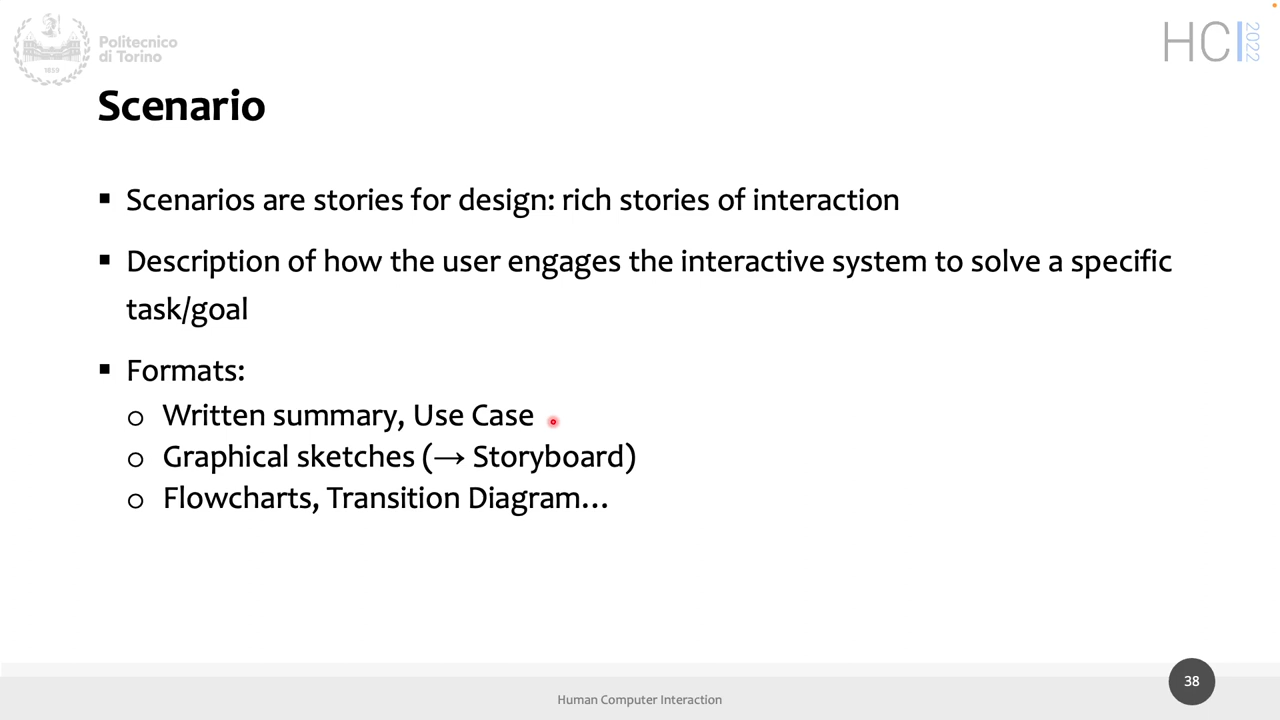 Politecnico
di Torino
1859
HCI 2022
Scenario
▪ Scenarios are stories for design: rich stories of interaction
▪ Description of how the user engages the interactive system to solve a specific
task/goal
▪ Formats:
o Written summary, Use Case
o Graphical sketches (→ Storyboard)
o Flowcharts, Transition Diagram…
38
Human Computer Interaction